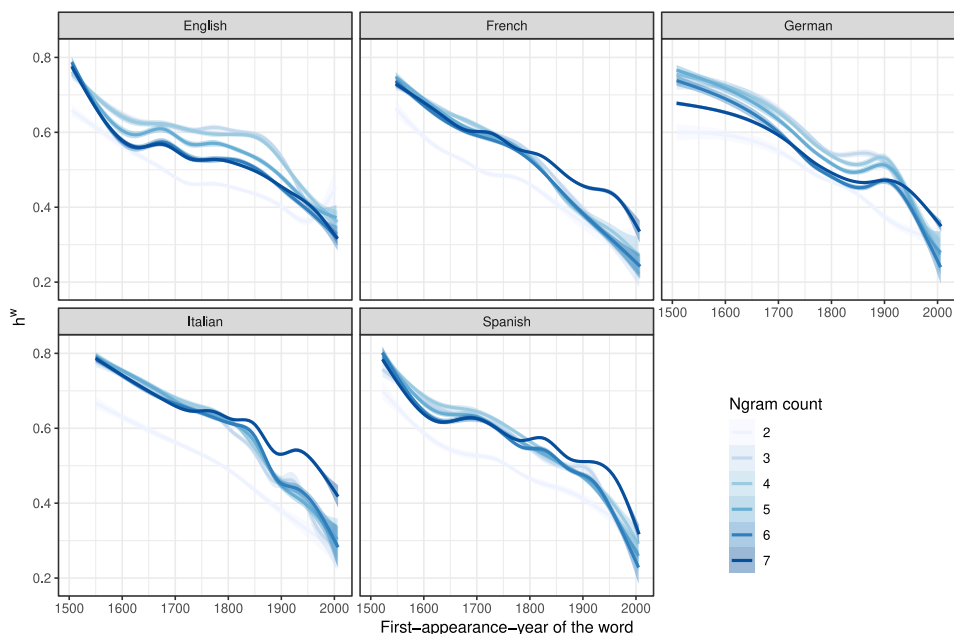 English
French
German
0.8
0.6
0.4
0.2
1500 1600 1700 1800 1900 2000
Italian
Spanish
0.8
0.6
0.4
0.2
1500 1600 1700 1800 1900 2000
1500 1600 1700 1800 1900 2000
h^w
First−appearance−year of the word
Ngram count
2
3
4
5
6
7